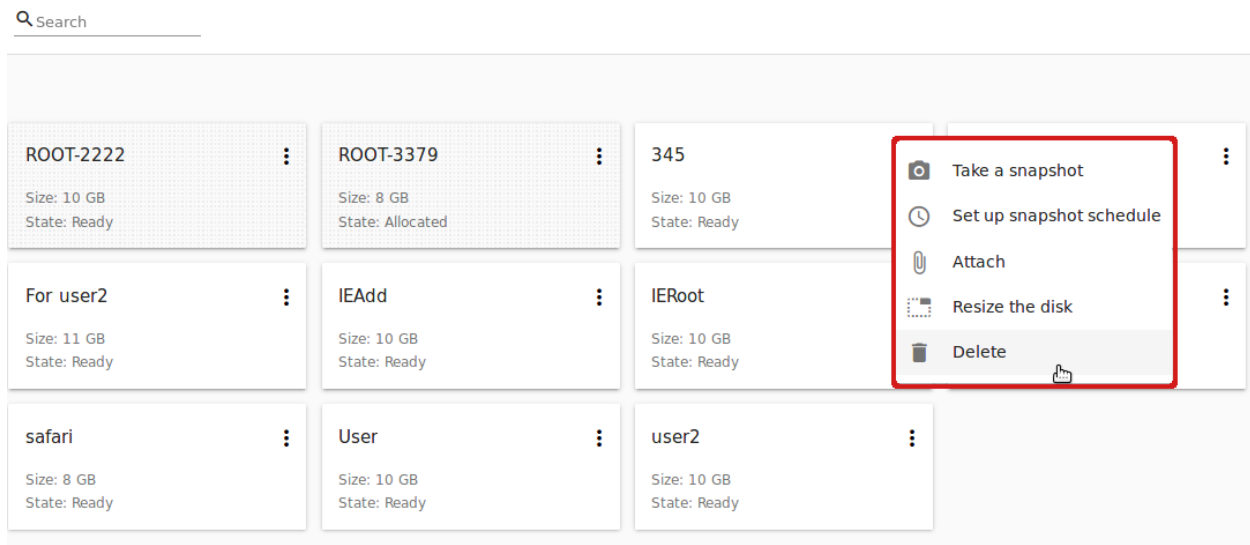 Search
ROOT-2222
Size: 10 GB
State: Ready
ROOT-3379
Size: 8 GB
State: Allocated
345
Size: 10 GB
State: Ready
Take a snapshot
Set up snapshot schedule
Attach
Resize the disk
Delete
For user2
Size: 11 GB
State: Ready
IEAdd
Size: 10 GB
State: Ready
IERoot
Size: 10 GB
State: Ready
safari
Size: 8 GB
State: Ready
User
Size: 10 GB
State: Ready
user2
Size: 10 GB
State: Ready